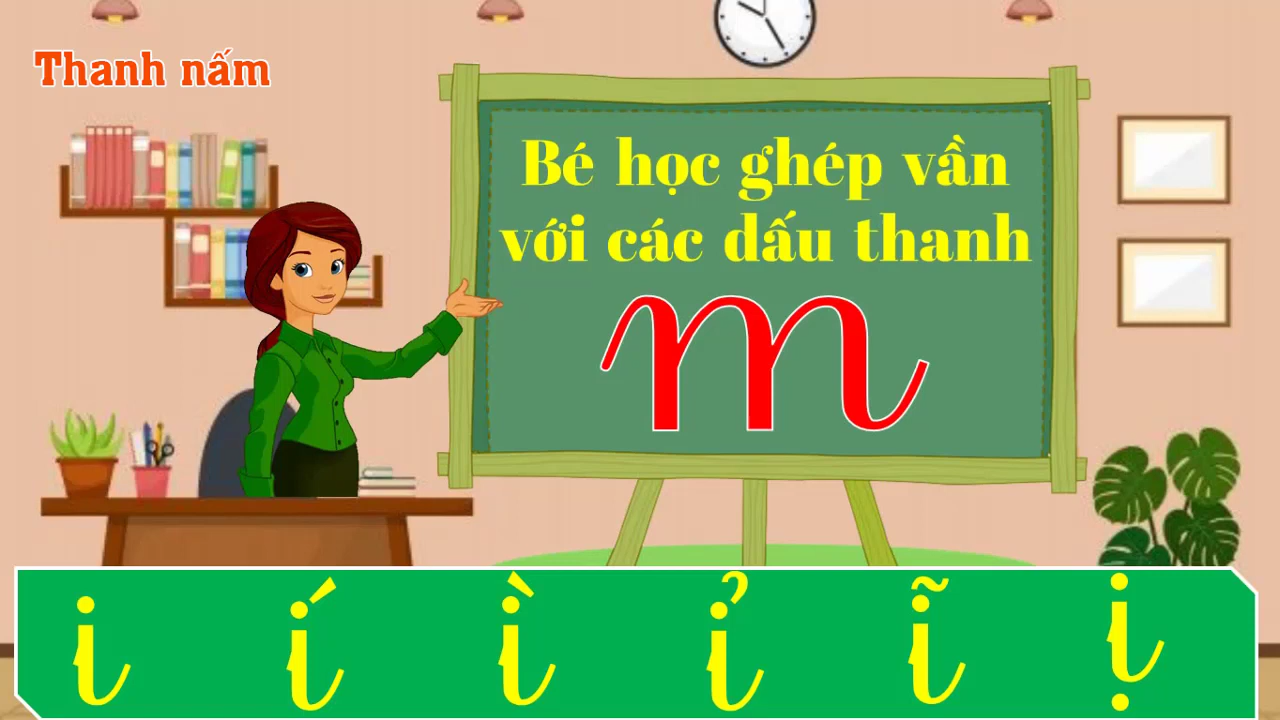 Thanh nấm
Bé học ghép vần
với các dấu thanh
m
i í ì ỉ ĩ ị